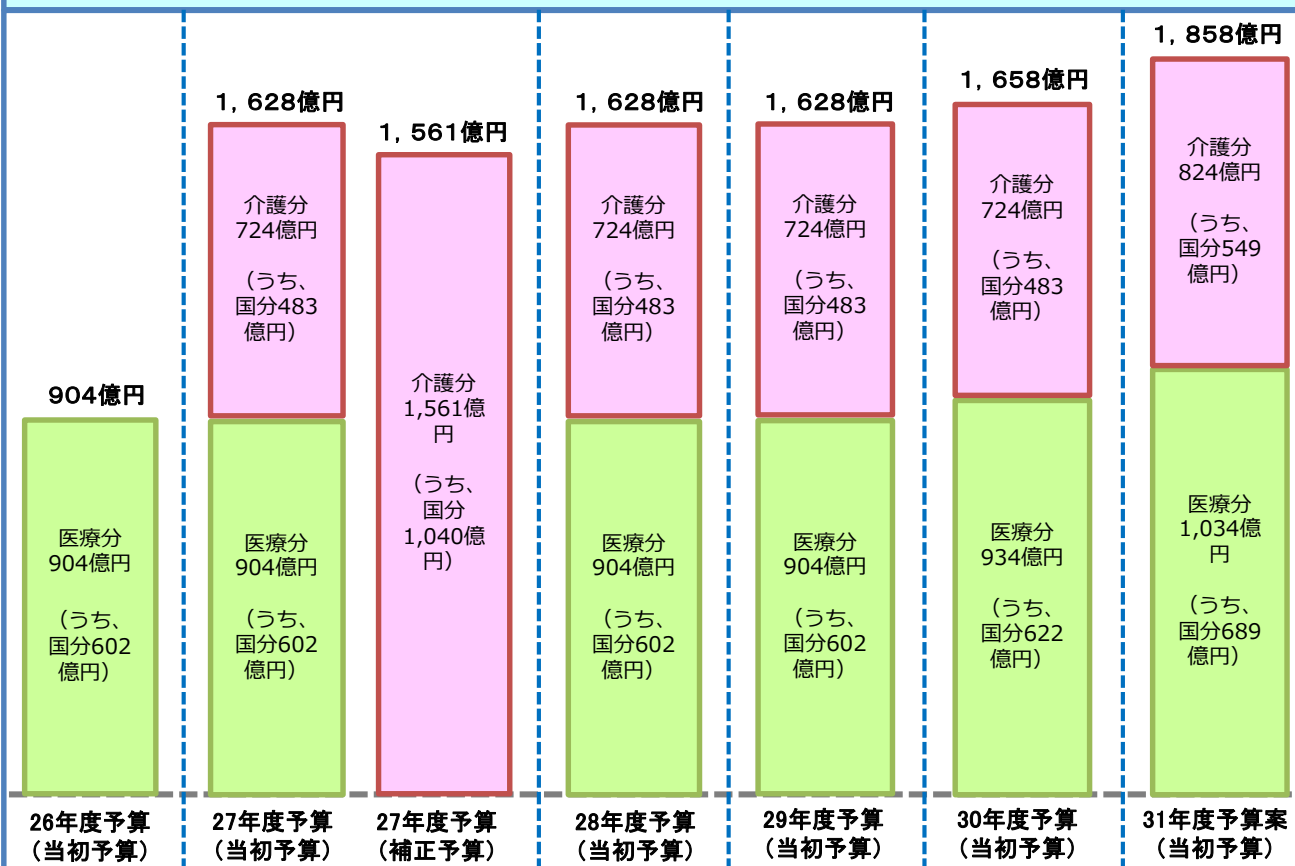 904億円
医療分
904億円
（うち、
国分602
億円）
26年度予算
（当初予算）
1，628億円
介護分
724億円
（うち、
国分483
億円）
医療分
904億円
（うち、
国分602
億円）
27年度予算
（当初予算）
1，561億円
介護分
1,561億
円
（うち、
国分
1,040億
円）
27年度予算
（補正予算）
1，628億円
介護分
724億円
（うち、
国分483
億円）
医療分
904億円
（うち、
国分602
億円）
28年度予算
（当初予算）
1，628億円
介護分
724億円
（うち、
国分483
億円）
医療分
904億円
（うち、
国分602
億円）
29年度予算
（当初予算）
1，658億円
介護分
724億円
（うち、
国分483
億円）
医療分
934億円
（うち、
国分622
億円）
30年度予算
（当初予算）
1，858億円
介護分
824億円
（うち、
国分549
億円）
医療分
1,034億
円
（うち、
国分689
億円）
31年度予算案
（当初予算）